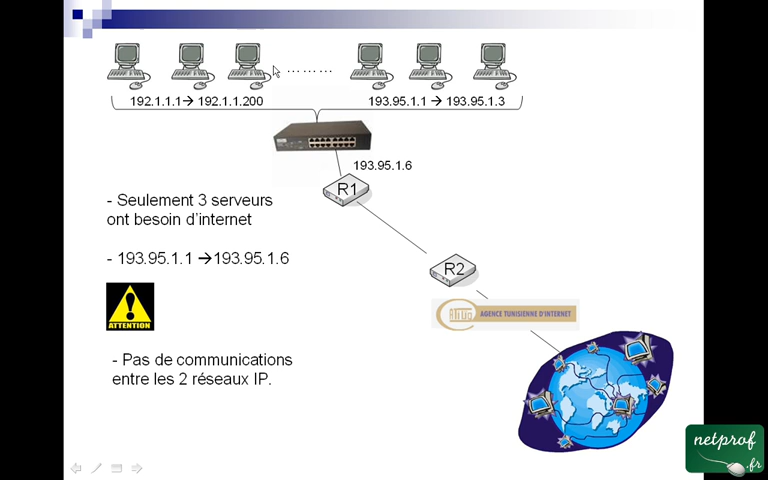 .........
192.1.1.1→ 192.1.1.200
193.95.1.1 → 193.95.1.3
193.95.1.6
R1
- Seulement 3 serveurs
ont besoin d'internet
- 193.95.1.1 →193.95.1.6
R2
ATTENTION
AGENCE TUNISIENNE D'INTERNET
- Pas de communications
entre les 2 réseaux IP.
netprof
.fr